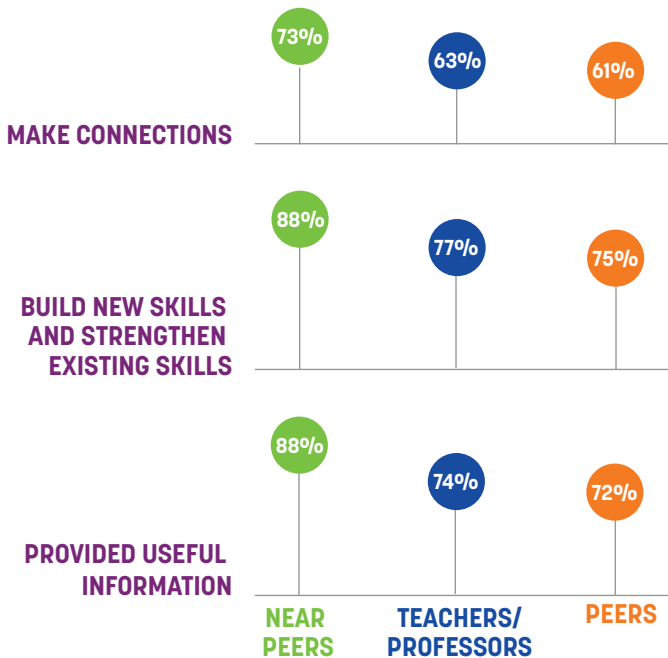 73%
63%
61%
MAKE CONNECTIONS
88%
77%
75%
BUILD NEW SKILLS
AND STRENGTHEN
EXISTING SKILLS
88%
74%
72%
PROVIDED USEFUL
INFORMATION
NEAR
PEERS
TEACHERS/
PROFESSORS
PEERS